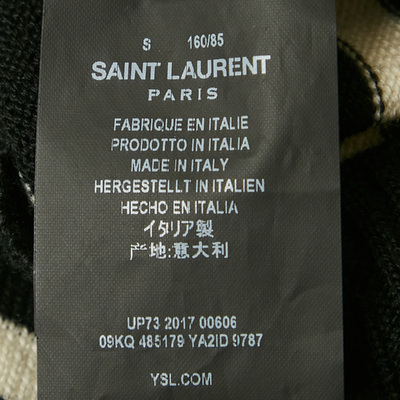 S 160/85
SAINT LAURENT
PARIS
FABRIQUE EN ITALIE
PRODOTTO IN ITALIA
MADE IN ITALY
HERGESTELLT IN ITALIEN
HECHO EN ITALIA
イタリア製
产地:意大利
UP73 2017 00606
09KQ 485179 YA2ID 9787
YSL.COM